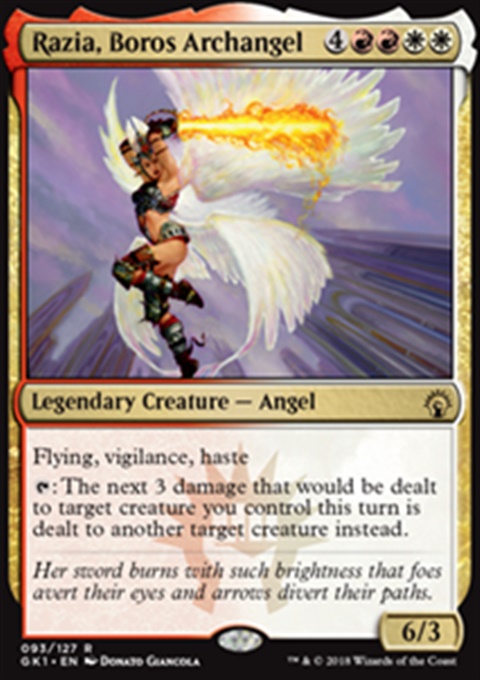 Razia, Boros Archangel 4
Legendary Creature — Angel
Flying, vigilance, haste
: The next 3 damage that would be dealt
to target creature you control this turn is
dealt to another target creature instead.
Her sword burns with such brightness that foes
avert their eyes and arrows divert their paths.
6/3
093/127 R
GK1 • EN Donato Giancola
™ & © 2018 Wizards of the Coast